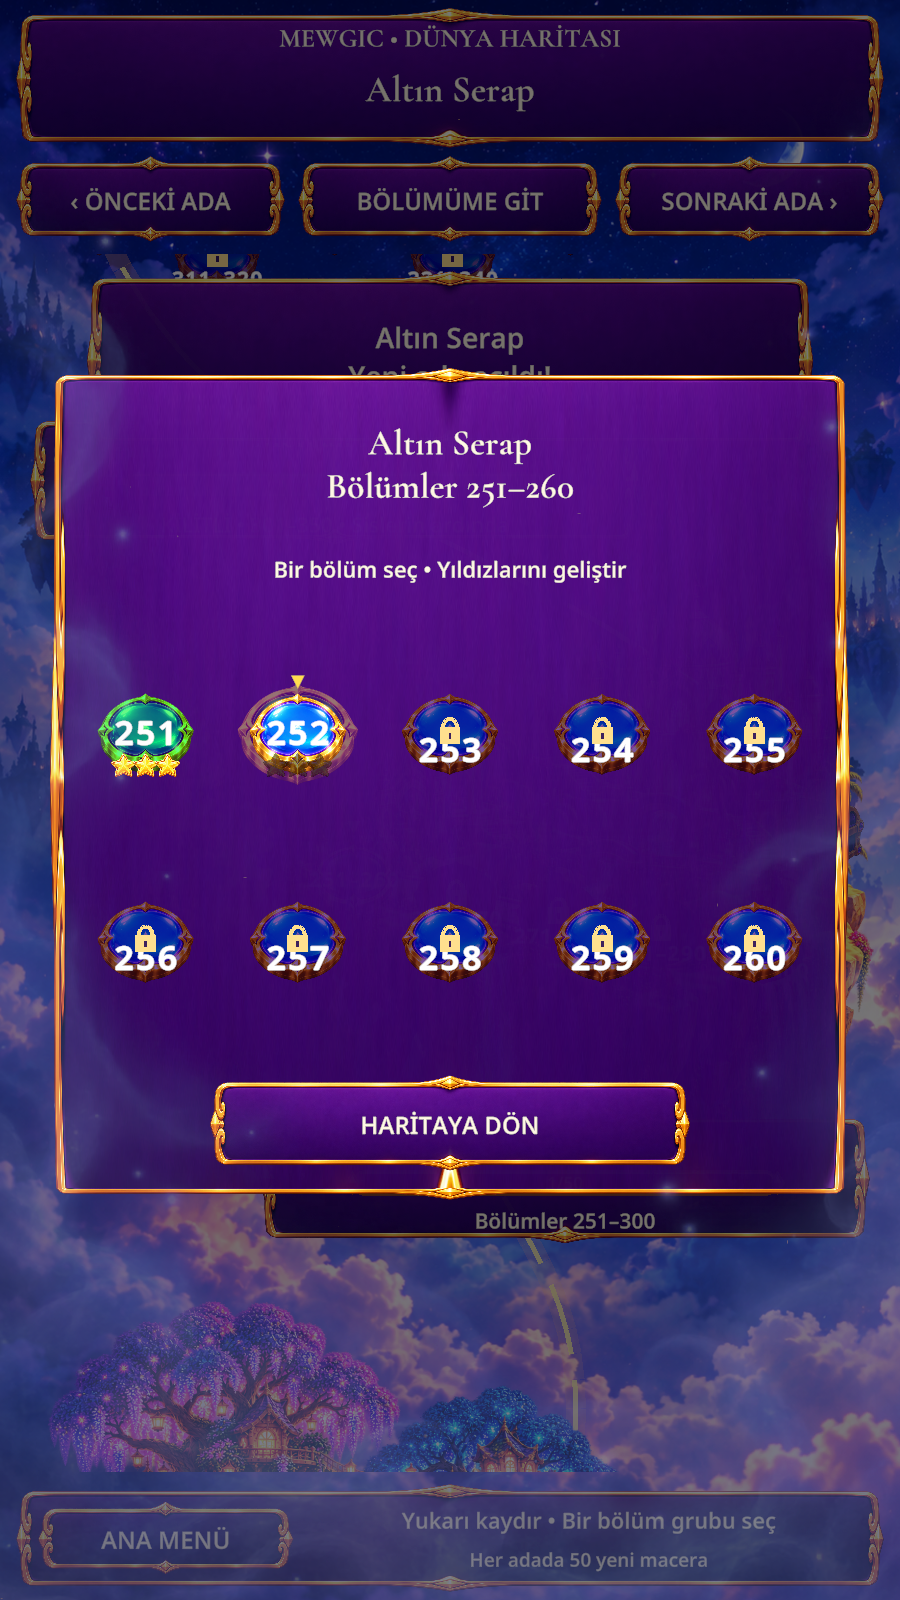 MEWGIC • DÜNYA HARİTASI
Altın Serap
‹ ÖNCEKİ ADA
BÖLÜMÜME GİT
SONRAKİ ADA ›
311–320
Altın Serap
Altın Serap
Bölümler 251–260
Bir bölüm seç • Yıldızlarını geliştir
251
252
253
254
255
256
257
258
259
260
HARİTAYA DÖN
Bölümler 251–300
ANA MENÜ
Yukarı kaydır • Bir bölüm grubu seç
Her adada 50 yeni macera